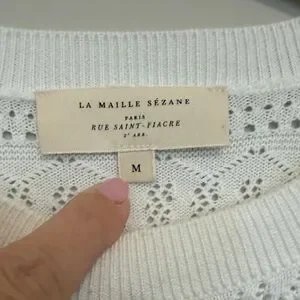 LA MAILLE SÉZANE
PARIS
RUE SAINT-FIACRE
2ᵉ ARR.
M